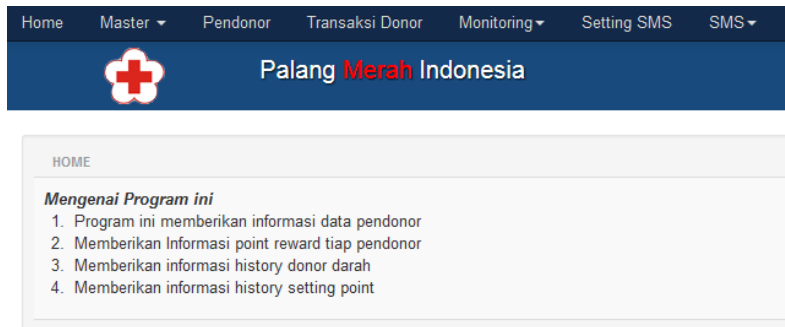 Home Master Pendonor Transaksi Donor Monitoring Setting SMS SMS
Palang Merah Indonesia
HOME
Mengenai Program ini
1. Program ini memberikan informasi data pendonor
2. Memberikan Informasi point reward tiap pendonor
3. Memberikan informasi history donor darah
4. Memberikan informasi history setting point